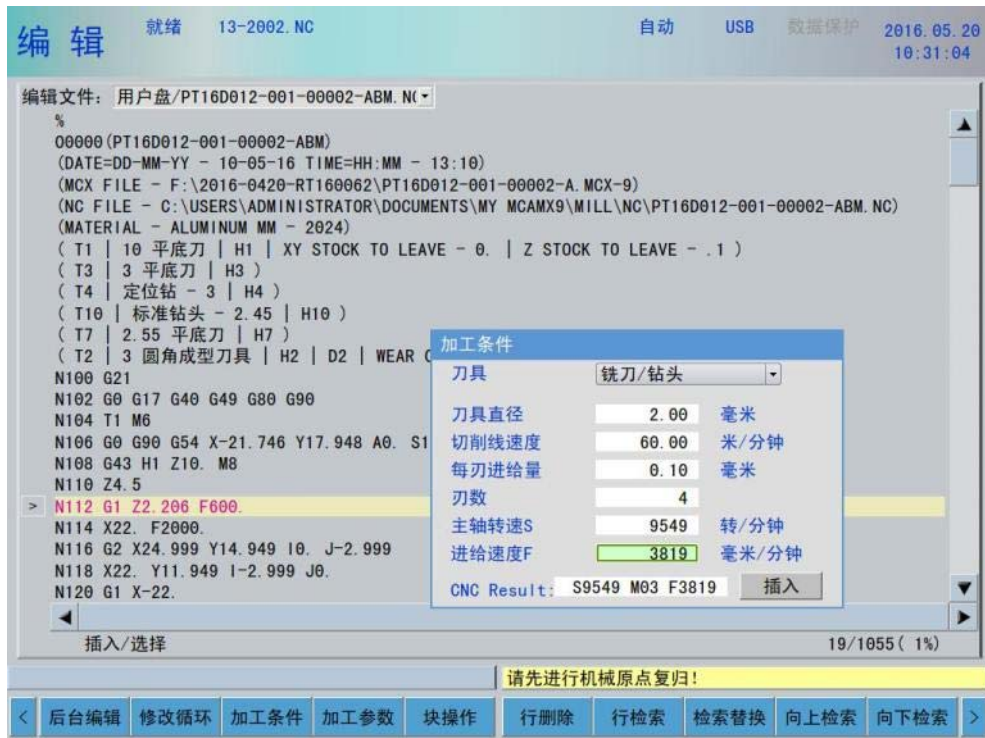 编 辑 就绪 13-2002.NC 自动 USB 数据保护 2016.05.20
10:31:04
编辑文件: 用户盘/PT16D012-001-00002-ABM.N(
%
O0000(PT16D012-001-00002-ABM)
(DATE=DD-MM-YY - 10-05-16 TIME=HH:MM - 13:10)
(MCX FILE - F:\2016-0420-RT160062\PT16D012-001-00002-A.MCX-9)
(NC FILE - C:\USERS\ADMINISTRATOR\DOCUMENTS\MY MCAMX9\MILL\NC\PT16D012-001-00002-ABM.NC)
(MATERIAL - ALUMINUM MM - 2024)
( T1 | 10 平底刀 | H1 | XY STOCK TO LEAVE - 0. | Z STOCK TO LEAVE - .1 )
( T3 | 3 平底刀 | H3 )
( T4 | 定位钻 - 3 | H4 )
( T10 | 标准钻头 - 2.45 | H10 )
( T7 | 2.55 平底刀 | H7 )
( T2 | 3 圆角成型刀具 | H2 | D2 | WEAR
N100 G21
N102 G0 G17 G40 G49 G80 G90
N104 T1 M6
N106 G0 G90 G54 X-21.746 Y17.948 A0. S1
N108 G43 H1 Z10. M8
N110 Z4.5
> N112 G1 Z2.206 F600.
N114 X22. F2000.
N116 G2 X24.999 Y14.949 I0. J-2.999
N118 X22. Y11.949 I-2.999 J0.
N120 G1 X-22.
加工条件
刀具 铣刀/钻头
刀具直径 2.00 毫米
切削线速度 60.00 米/分钟
每刃进给量 0.10 毫米
刃数 4
主轴转速S 9549 转/分钟
进给速度F 3819 毫米/分钟
CNC Result: S9549 M03 F3819 插入
插入/选择 19/1055( 1%)
请先进行机械原点复归!
< 后台编辑 修改循环 加工条件 加工参数 块操作 行删除 行检索 检索替换 向上检索 向下检索 >